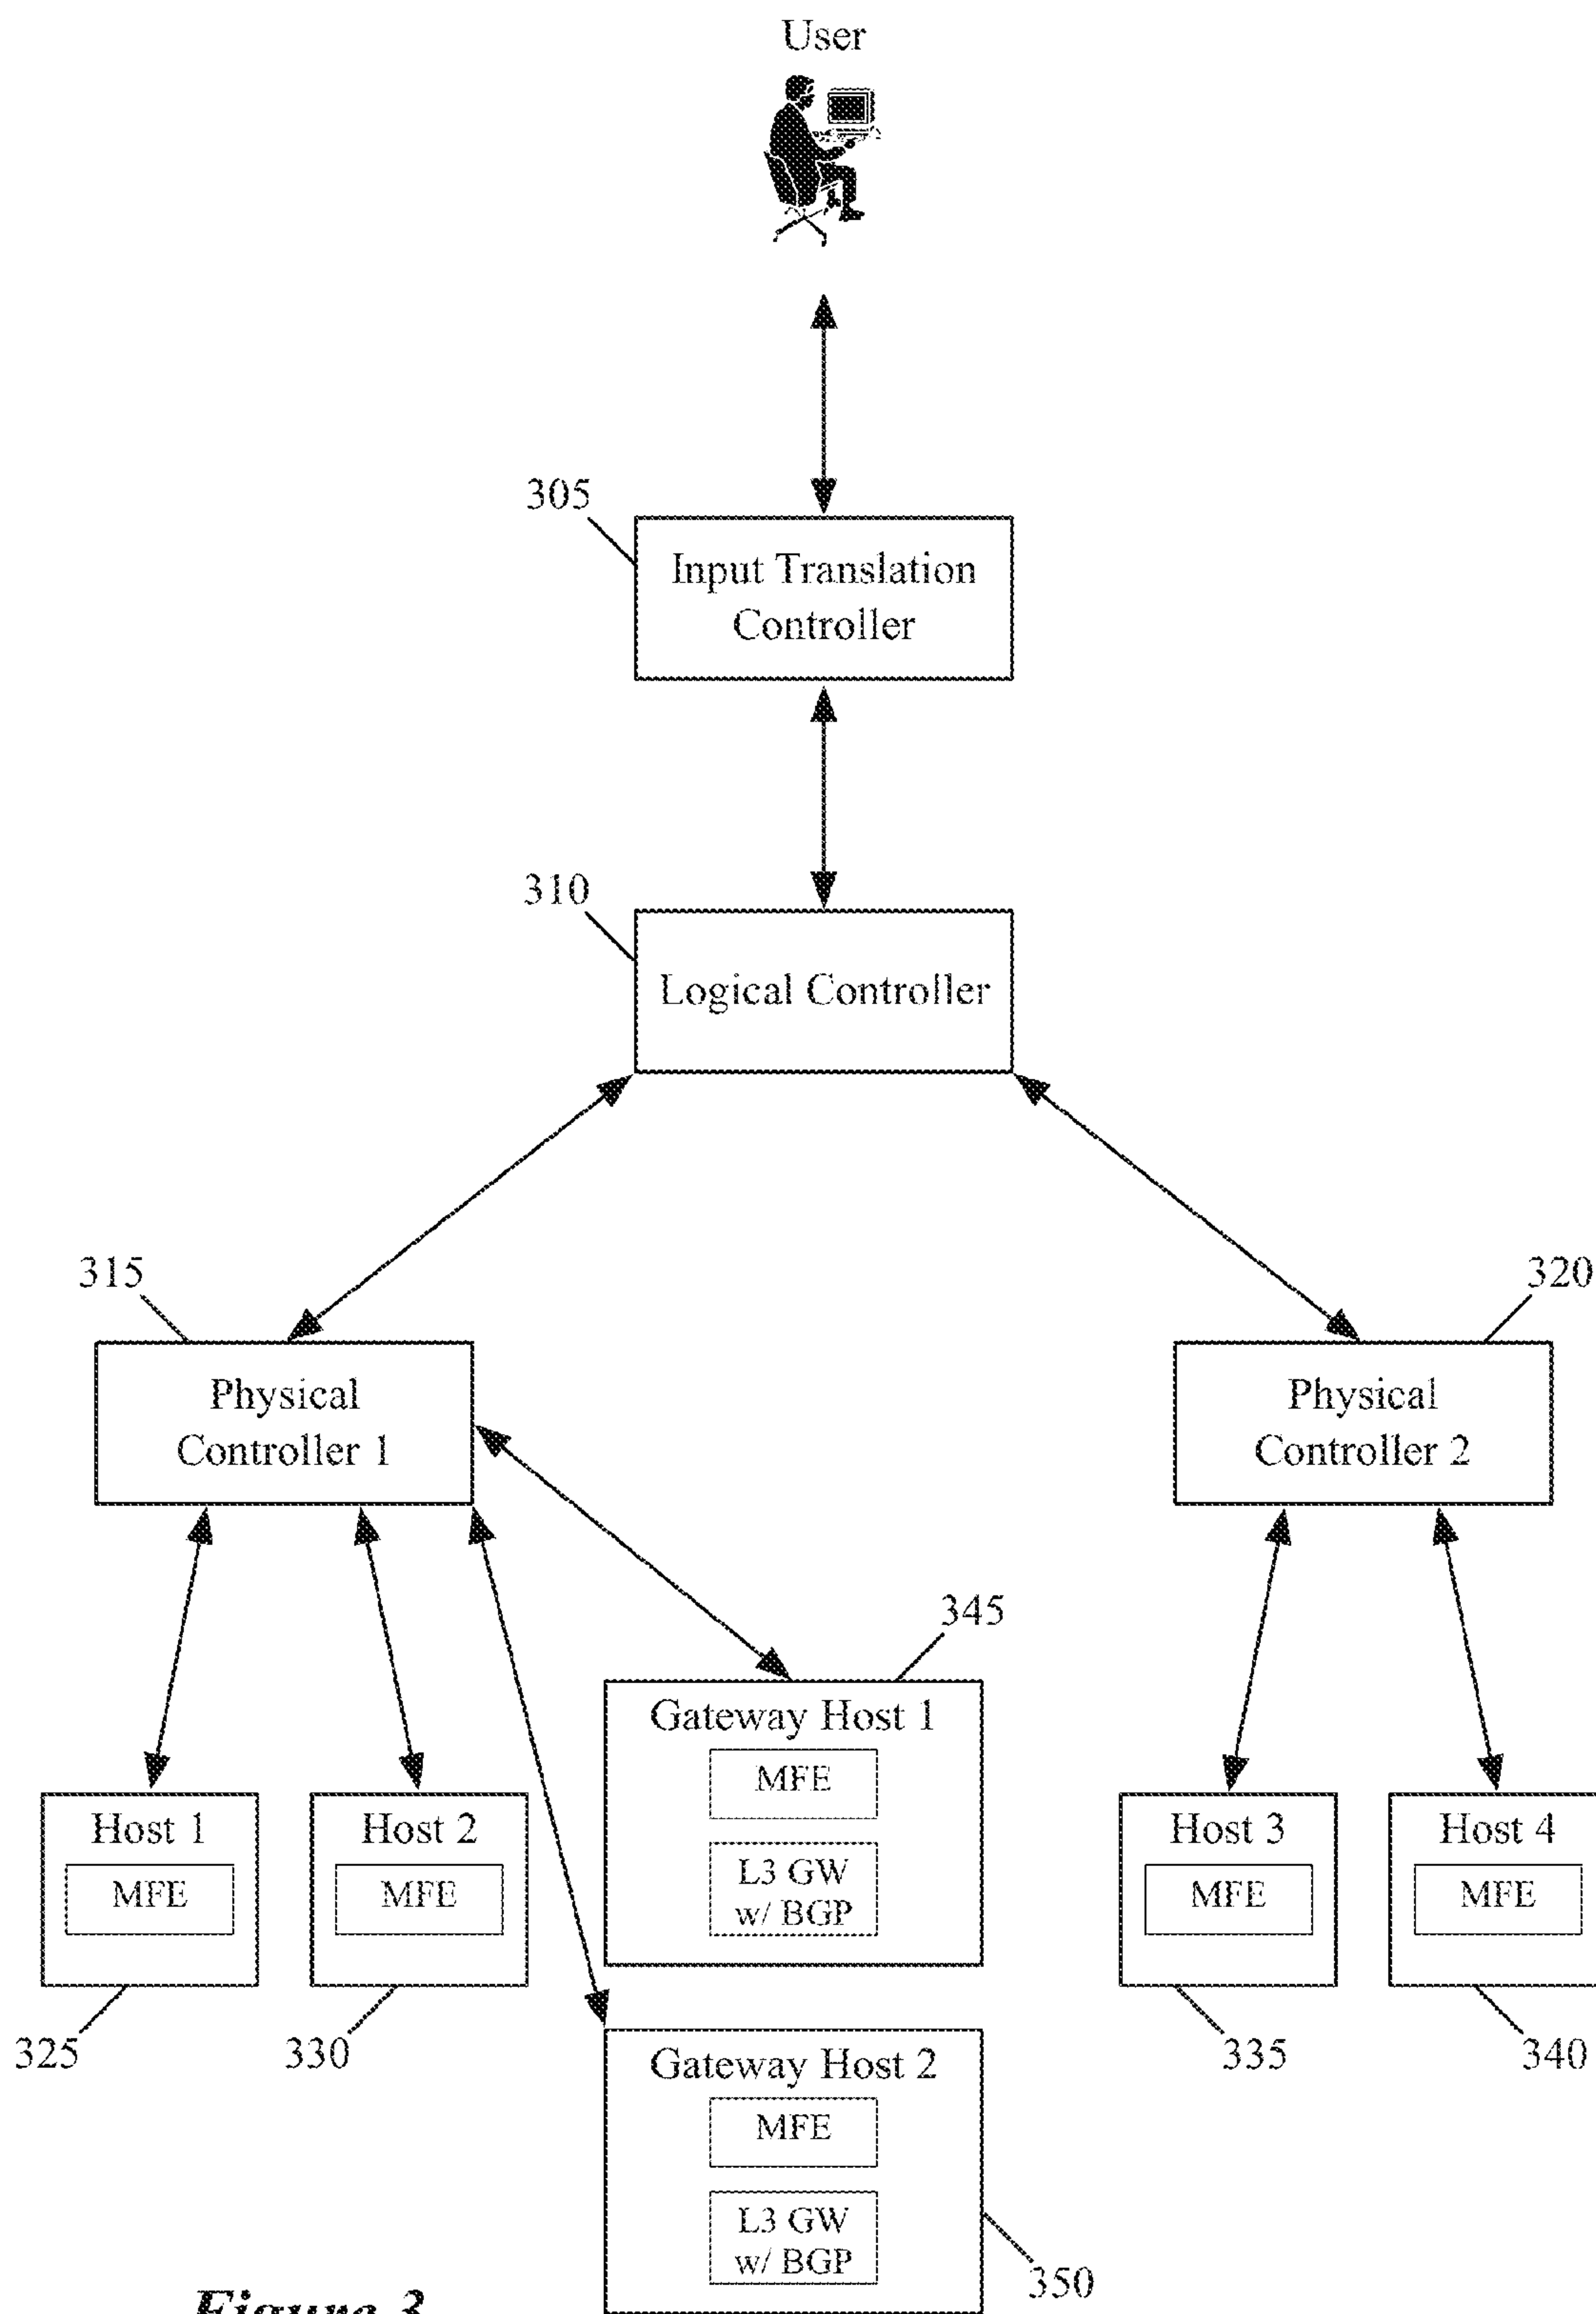 User
305
Input Translation
Controller
310
Logical Controller
315
320
Physical
Controller 1
Physical
Controller 2
345
Gateway Host 1
MFE
L3 GW
w/ BGP
Host 1
MFE
Host 2
MFE
Host 3
MFE
Host 4
MFE
325
330
335
340
Gateway Host 2
MFE
L3 GW
w/ BGP
350
Figure 3